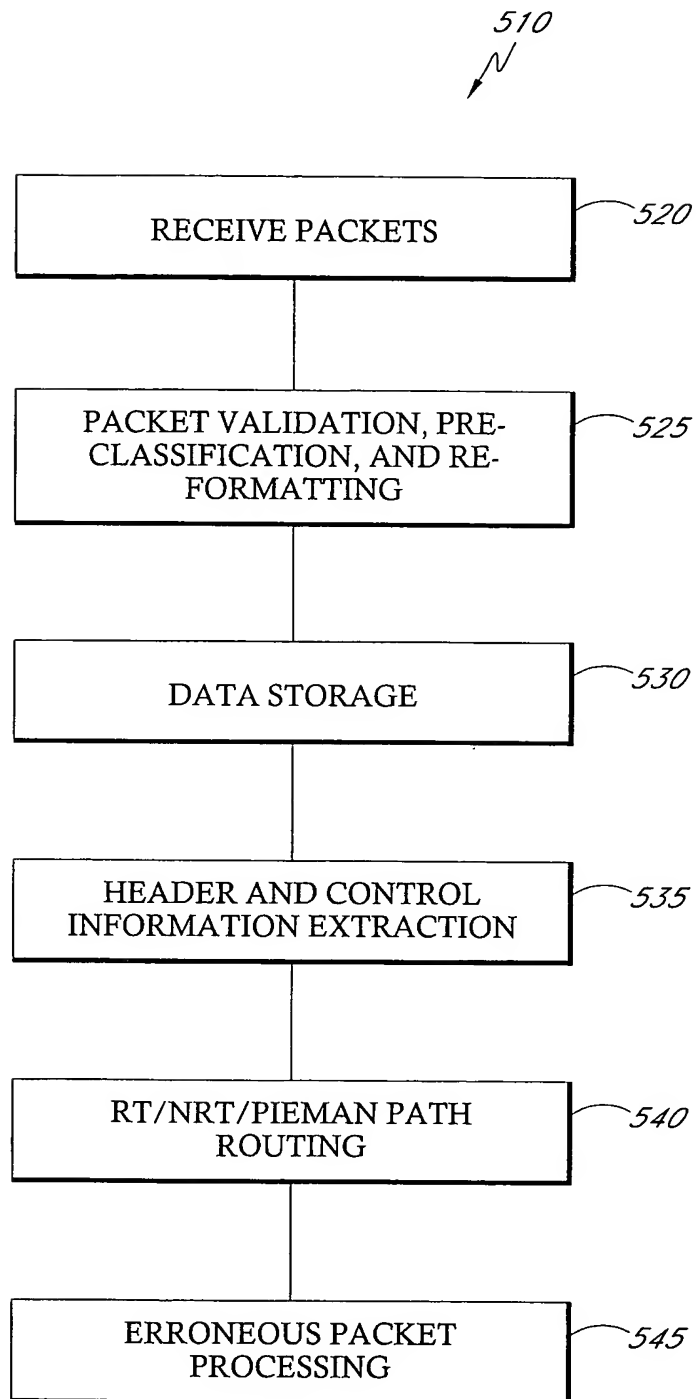 510
RECEIVE PACKETS
520
PACKET VALIDATION, PRE-
CLASSIFICATION, AND RE-
FORMATTING
525
DATA STORAGE
530
HEADER AND CONTROL
INFORMATION EXTRACTION
535
RT/NRT/PIEMAN PATH
ROUTING
540
ERRONEOUS PACKET
PROCESSING
545